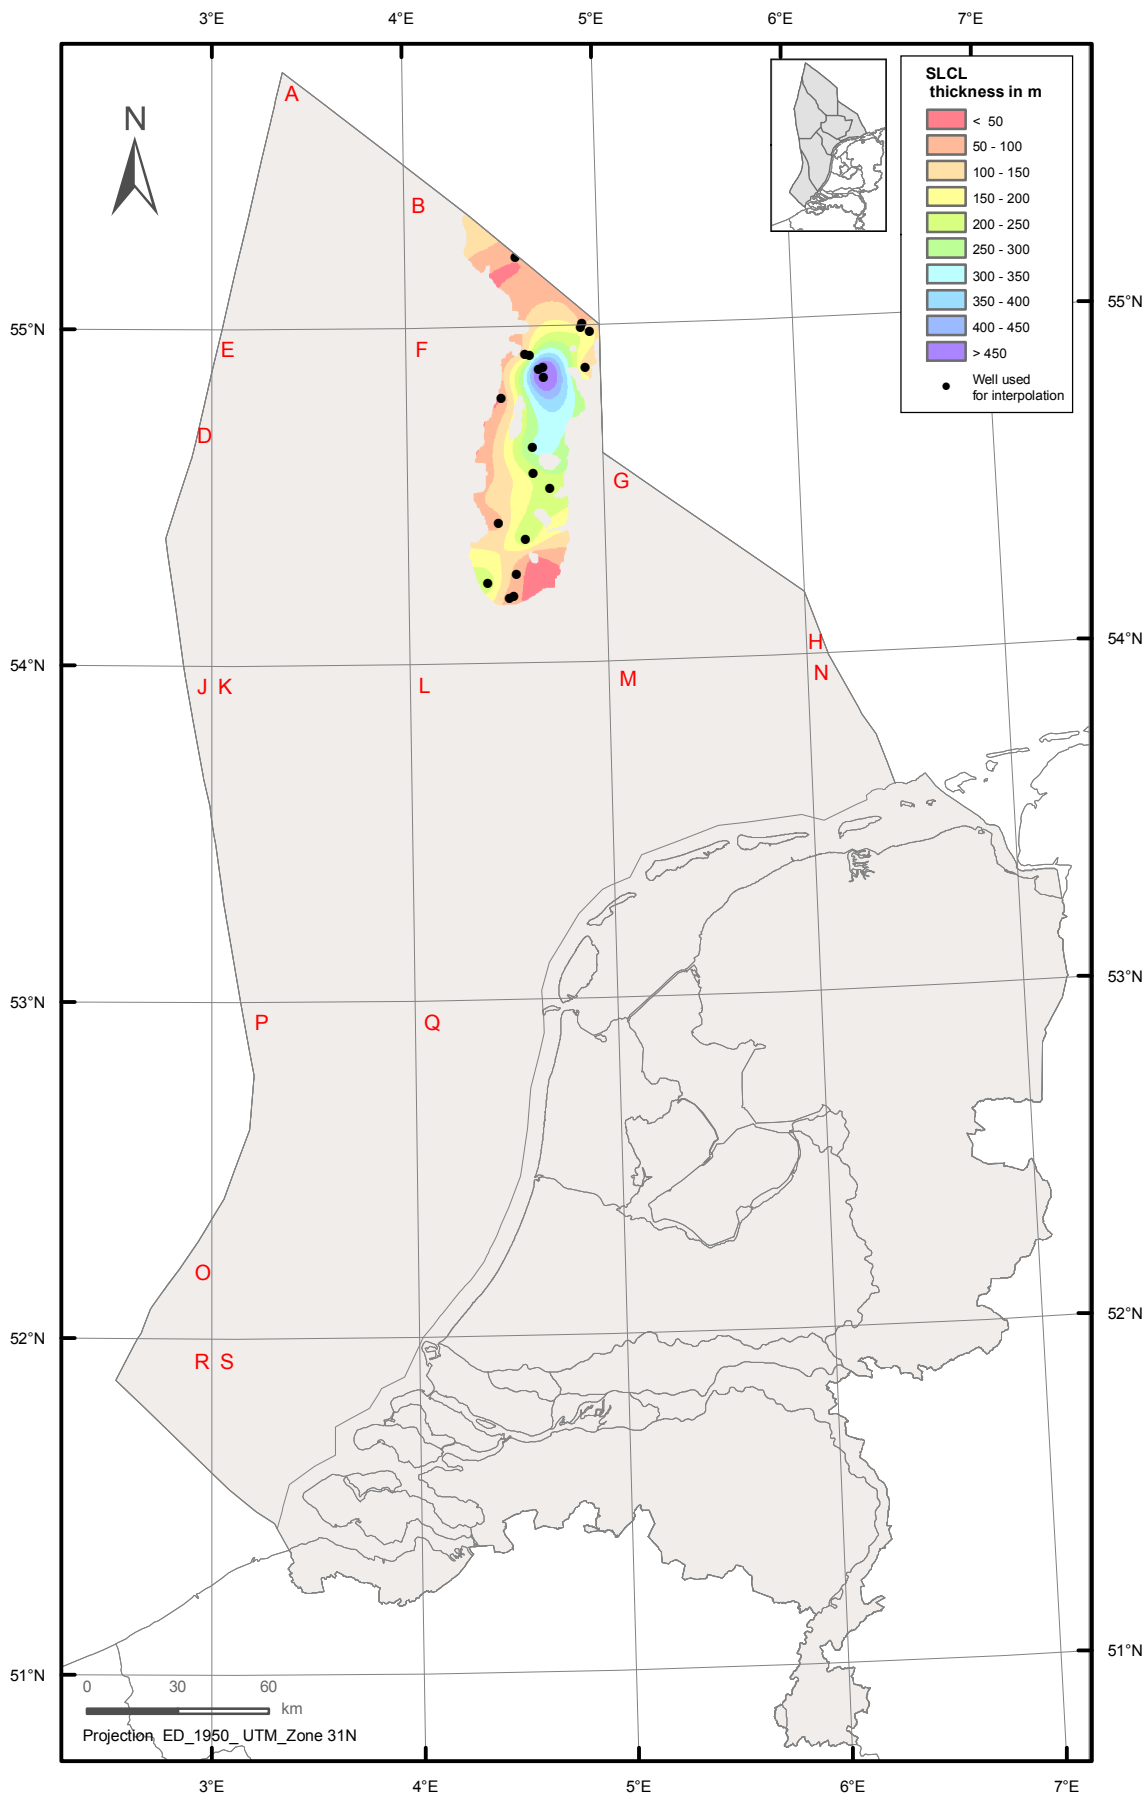 3°E 4°E 5°E 6°E 7°E
A
N
SLCL
thickness in m
< 50
50 - 100
100 - 150
150 - 200
200 - 250
250 - 300
300 - 350
350 - 400
400 - 450
> 450
Well used
for interpolation
B
55°N 55°N
E F
D
G
H
54°N 54°N
J K L M N
53°N 53°N
P Q
O
52°N 52°N
R S
51°N 51°N
0 30 60
km
Projection ED_1950_ UTM_Zone 31N
3°E 4°E 5°E 6°E 7°E